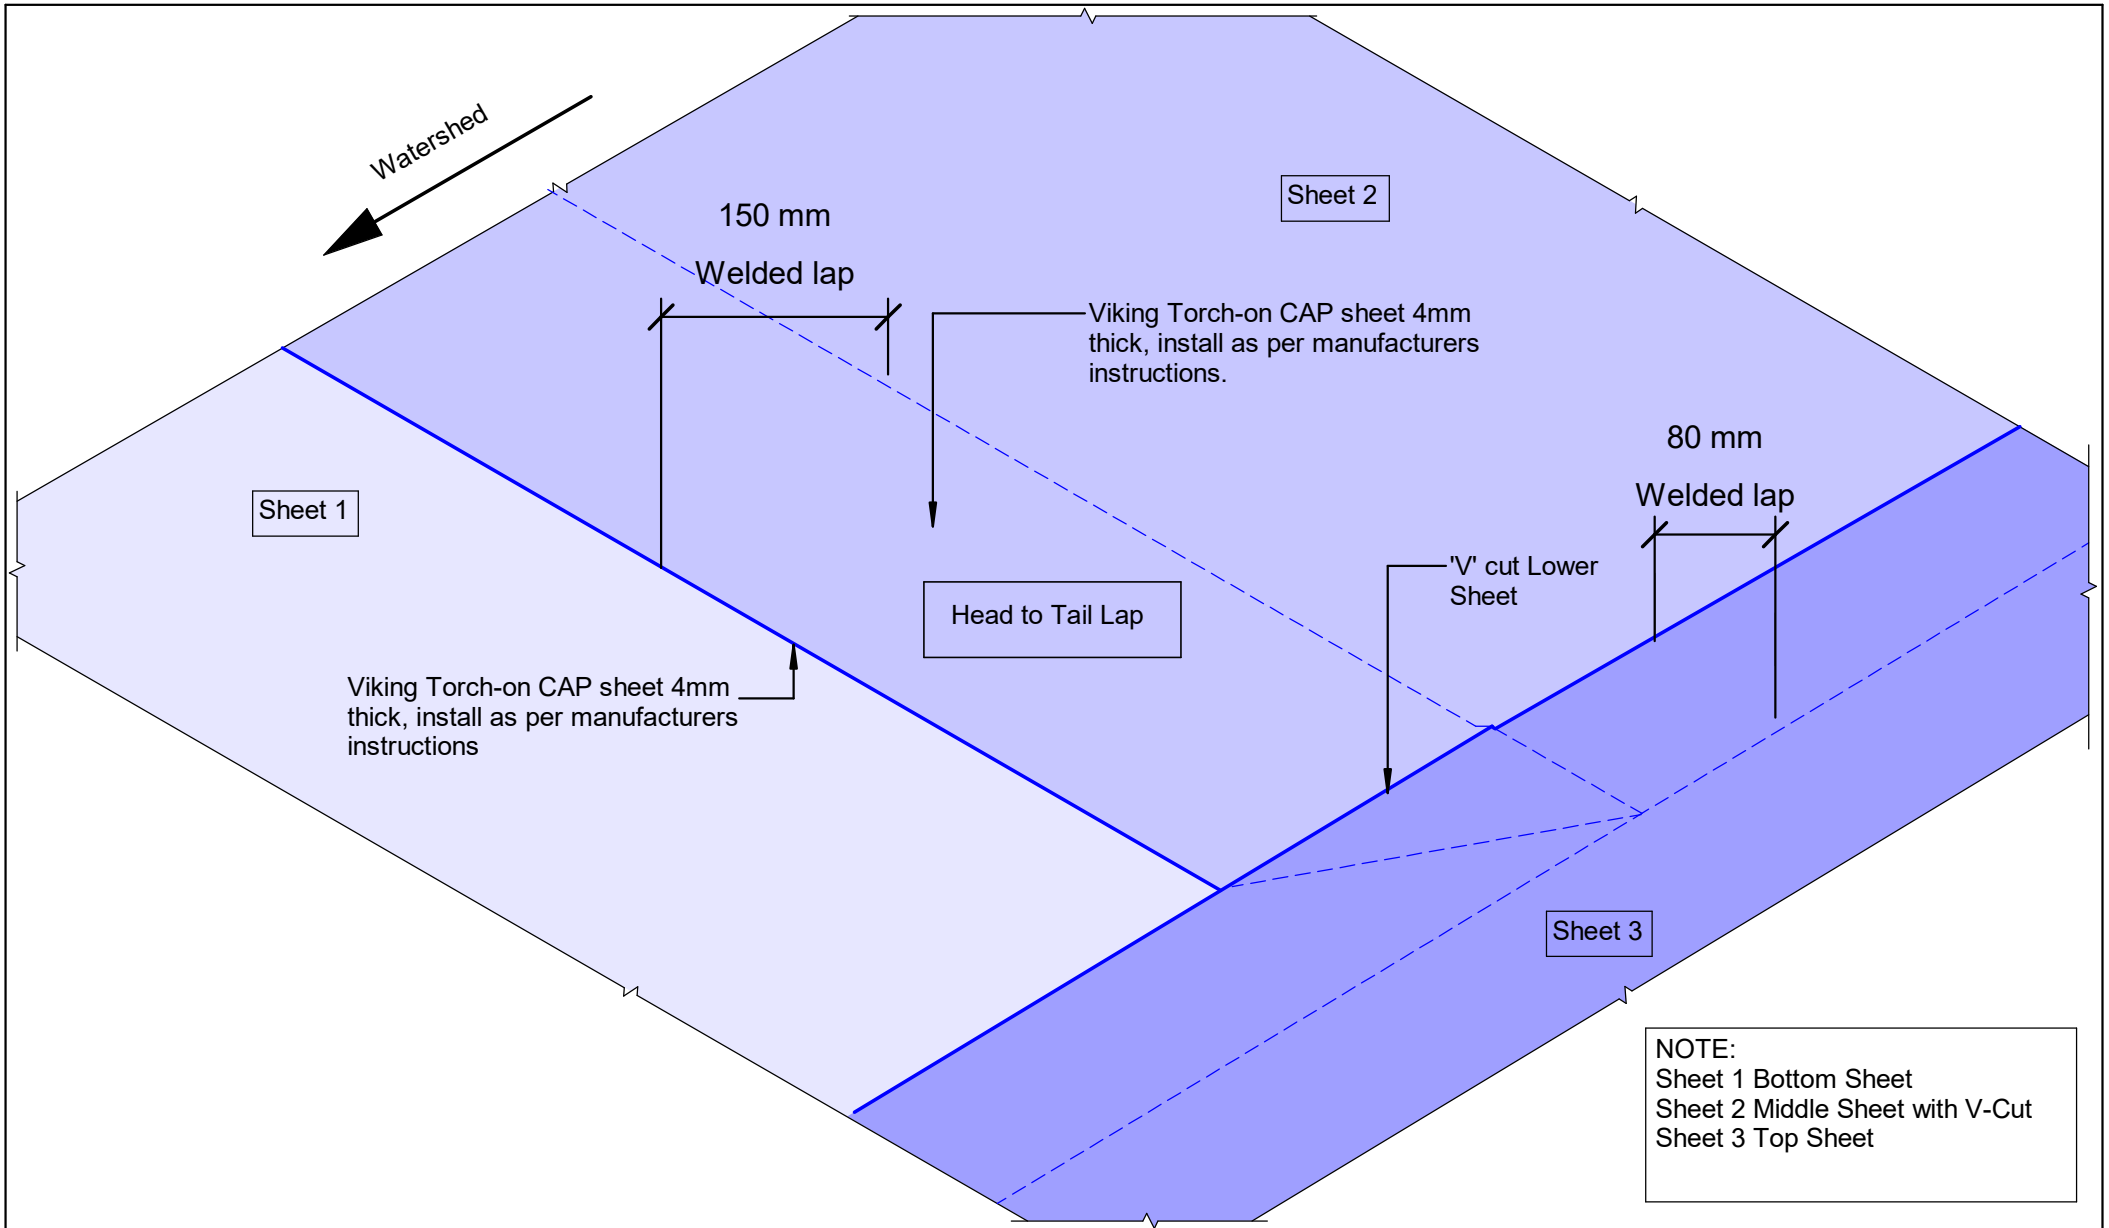 Watershed
150 mm
Welded lap
Sheet 2
Viking Torch-on CAP sheet 4mm
thick, install as per manufacturers
instructions.
80 mm
Welded lap
Sheet 1
'V' cut Lower
Sheet
Head to Tail Lap
Viking Torch-on CAP sheet 4mm
thick, install as per manufacturers
instructions
Sheet 3
NOTE:
Sheet 1 Bottom Sheet
Sheet 2 Middle Sheet with V-Cut
Sheet 3 Top Sheet